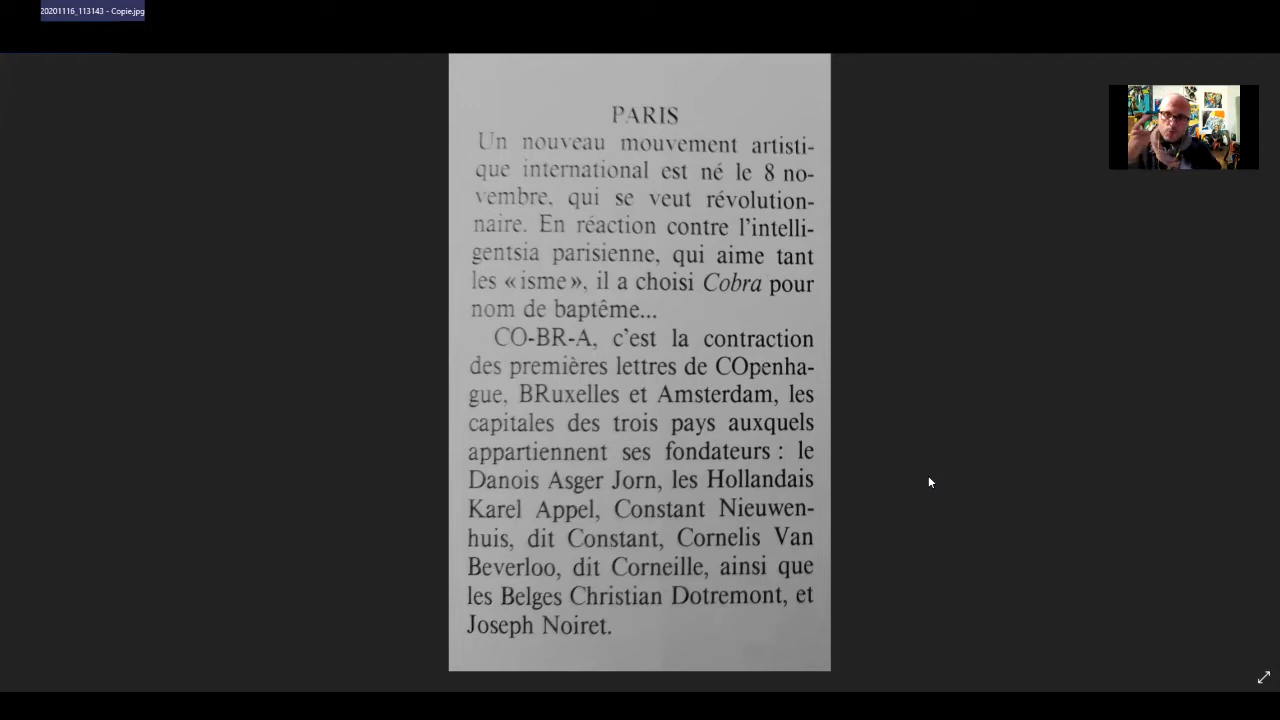 20201116_113143 - Copie.jpg
PARIS
Un nouveau mouvement artisti-
que international est né le 8 no-
vembre, qui se veut révolution-
naire. En réaction contre l'intelli-
gentsia parisienne, qui aime tant
les «isme», il a choisi Cobra pour
nom de baptême...
CO-BR-A, c'est la contraction
des premières lettres de COpenha-
gue, BRuxelles et Amsterdam, les
capitales des trois pays auxquels
appartiennent ses fondateurs : le
Danois Asger Jorn, les Hollandais
Karel Appel, Constant Nieuwen-
huis, dit Constant, Cornelis Van
Beverloo, dit Corneille, ainsi que
les Belges Christian Dotremont, et
Joseph Noiret.